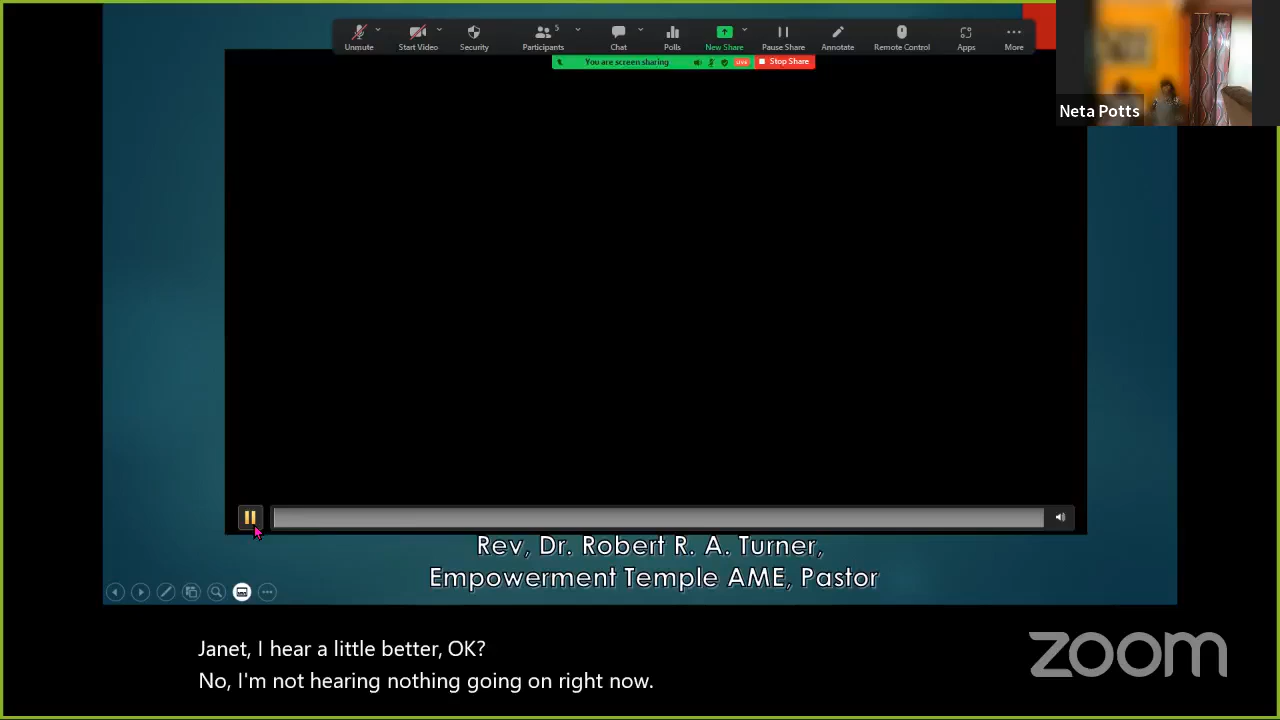 Unmute
Start Video
Security
5
Participants
Chat
Polls
New Share
Pause Share
Annotate
Remote Control
Apps
More
You are screen sharing
LIVE
Stop Share
Neta Potts
Rev, Dr. Robert R. A. Turner,
Empowerment Temple AME, Pastor
Janet, I hear a little better, OK?
No, I'm not hearing nothing going on right now.
zoom